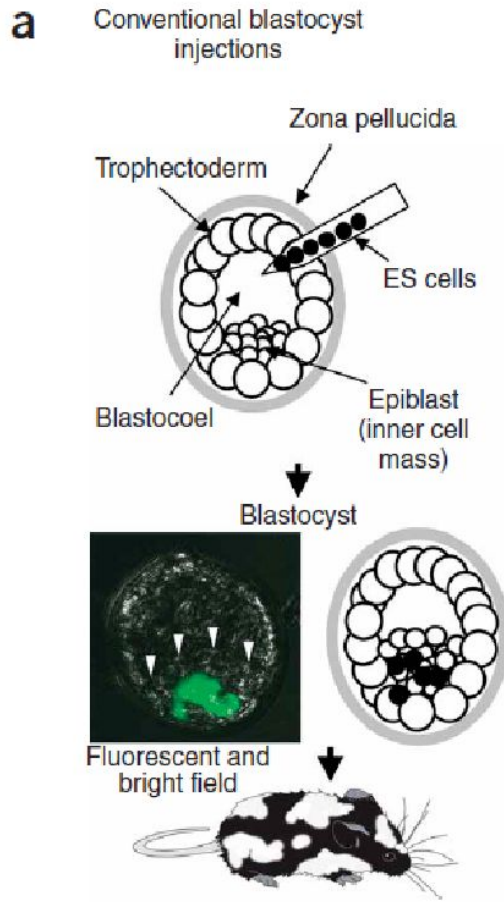 a
Conventional blastocyst
injections
Zona pellucida
Trophectoderm
ES cells
Blastocoel
Epiblast
(inner cell
mass)
Blastocyst
Fluorescent and
bright field